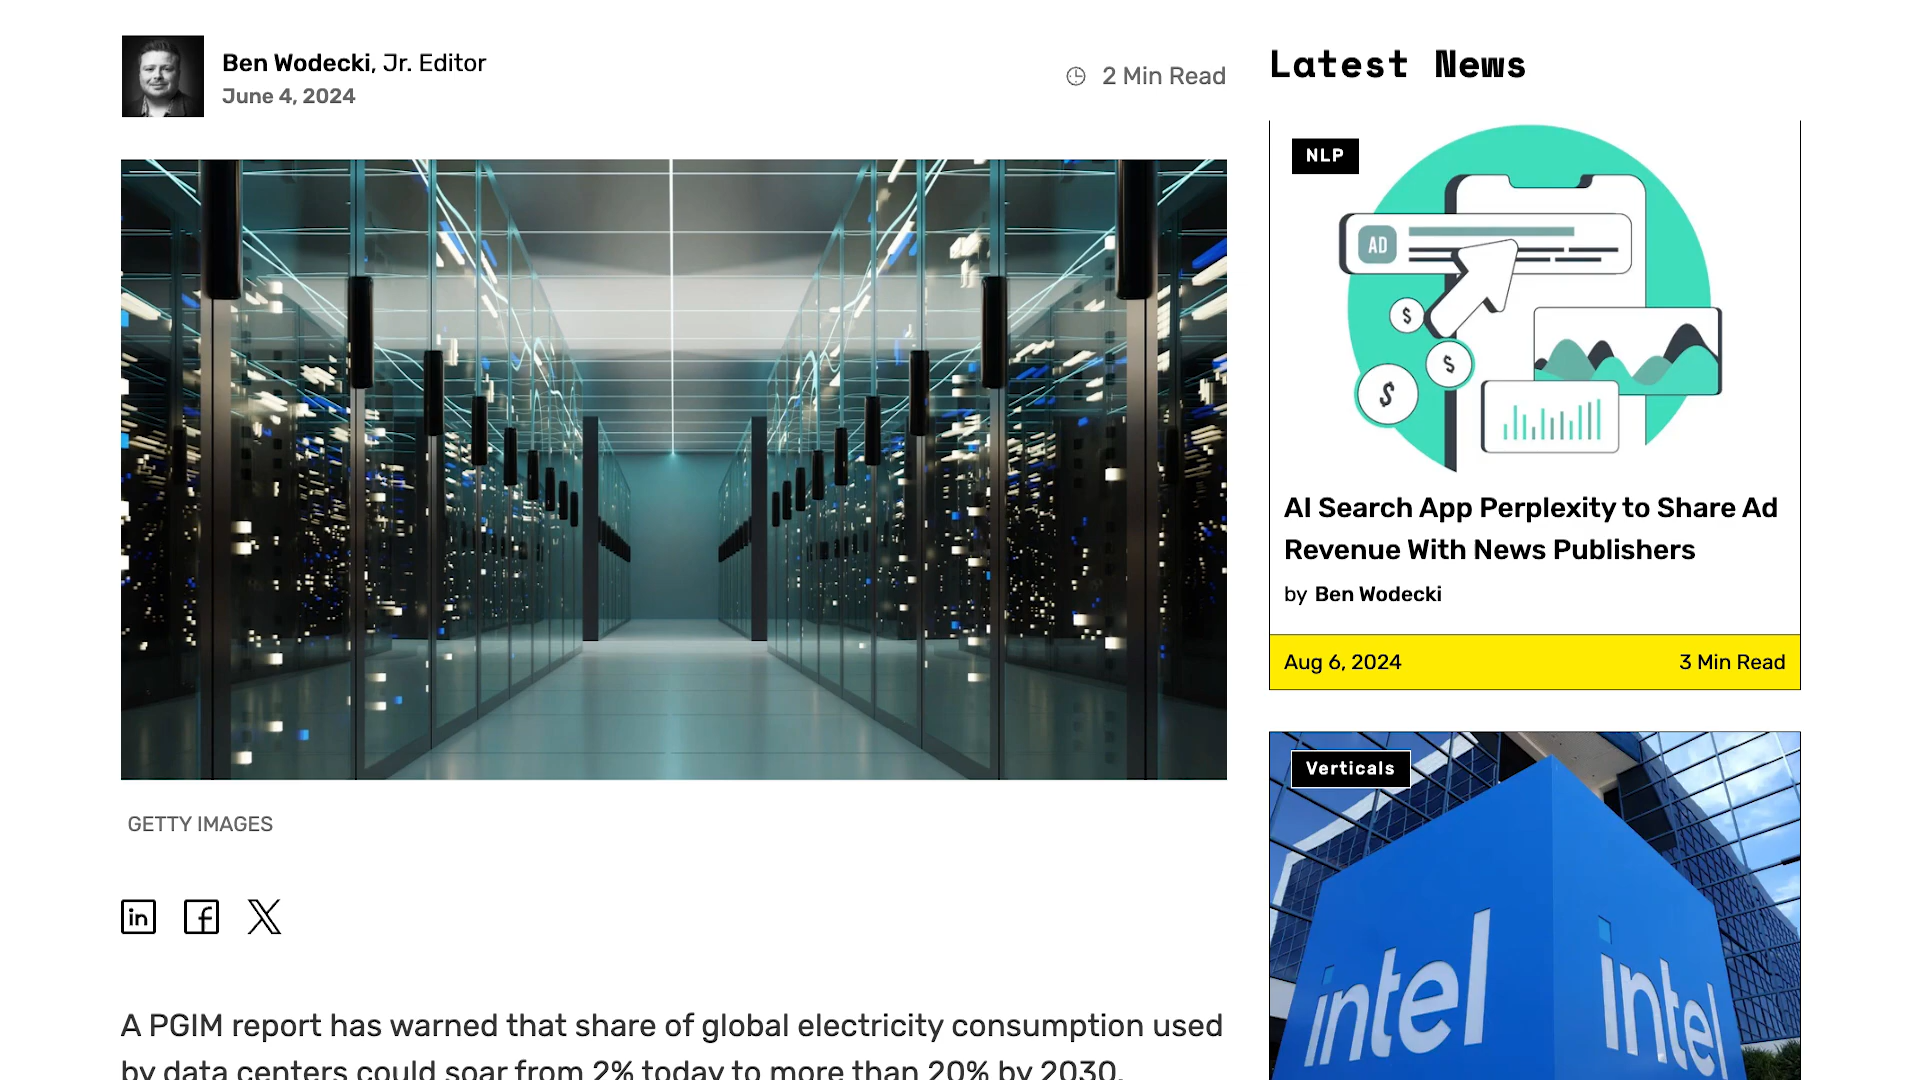 Ben Wodecki, Jr. Editor
June 4, 2024
2 Min Read
GETTY IMAGES
A PGIM report has warned that share of global electricity consumption used
by data centers could soar from 2% today to more than 20% by 2030.
Latest News
NLP
AD
$
$
$
AI Search App Perplexity to Share Ad
Revenue With News Publishers
by Ben Wodecki
Aug 6, 2024
3 Min Read
Verticals
intel
intel